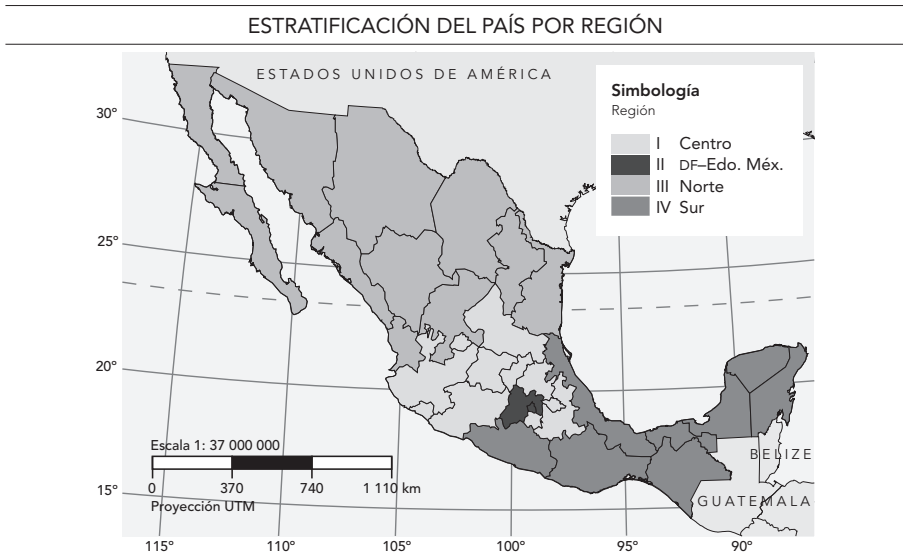 ESTRATIFICACIÓN DEL PAÍS POR REGIÓN
ESTADOS UNIDOS DE AMÉRICA
Simbología
Región
I Centro
II DF–Edo. Méx.
III Norte
IV Sur
30°
25°
20°
15°
Escala 1: 37 000 000
0 370 740 1 110 km
Proyección UTM
BELIZE
GUATEMALA
115° 110° 105° 100° 95° 90°